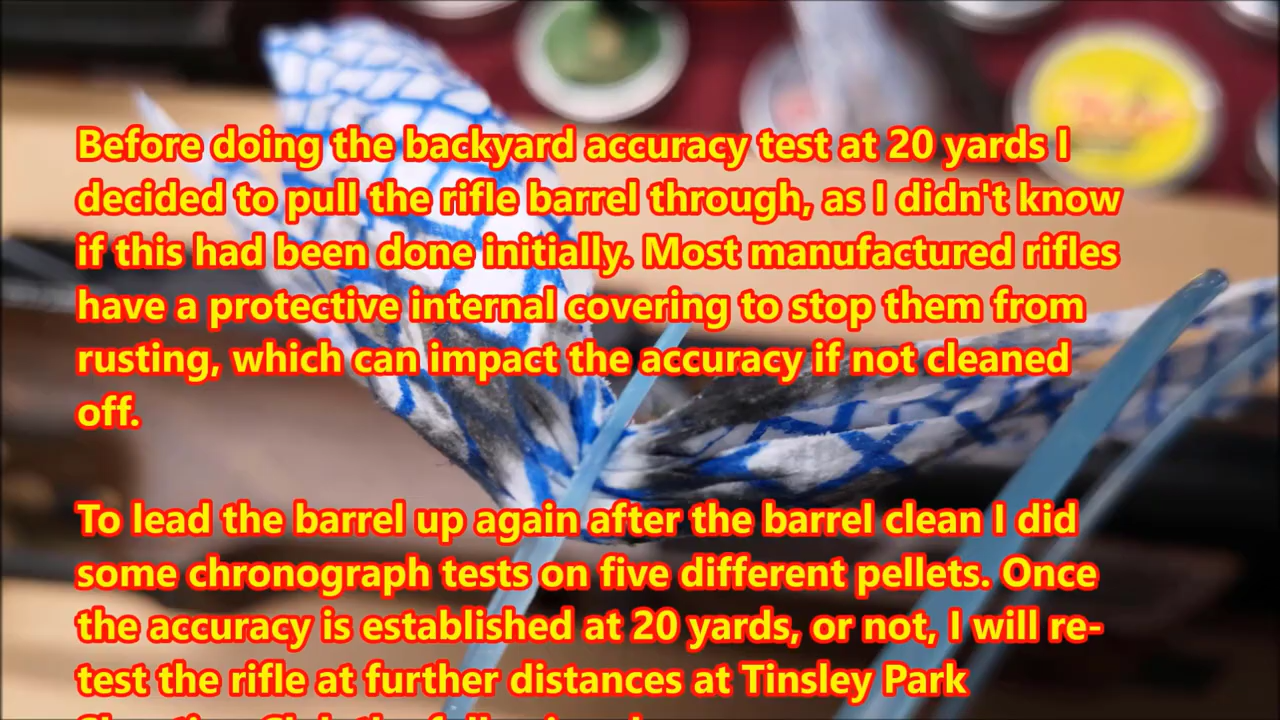 Before doing the backyard accuracy test at 20 yards I
decided to pull the rifle barrel through, as I didn't know
if this had been done initially. Most manufactured rifles
have a protective internal covering to stop them from
rusting, which can impact the accuracy if not cleaned
off.
To lead the barrel up again after the barrel clean I did
some chronograph tests on five different pellets. Once
the accuracy is established at 20 yards, or not, I will re-
test the rifle at further distances at Tinsley Park